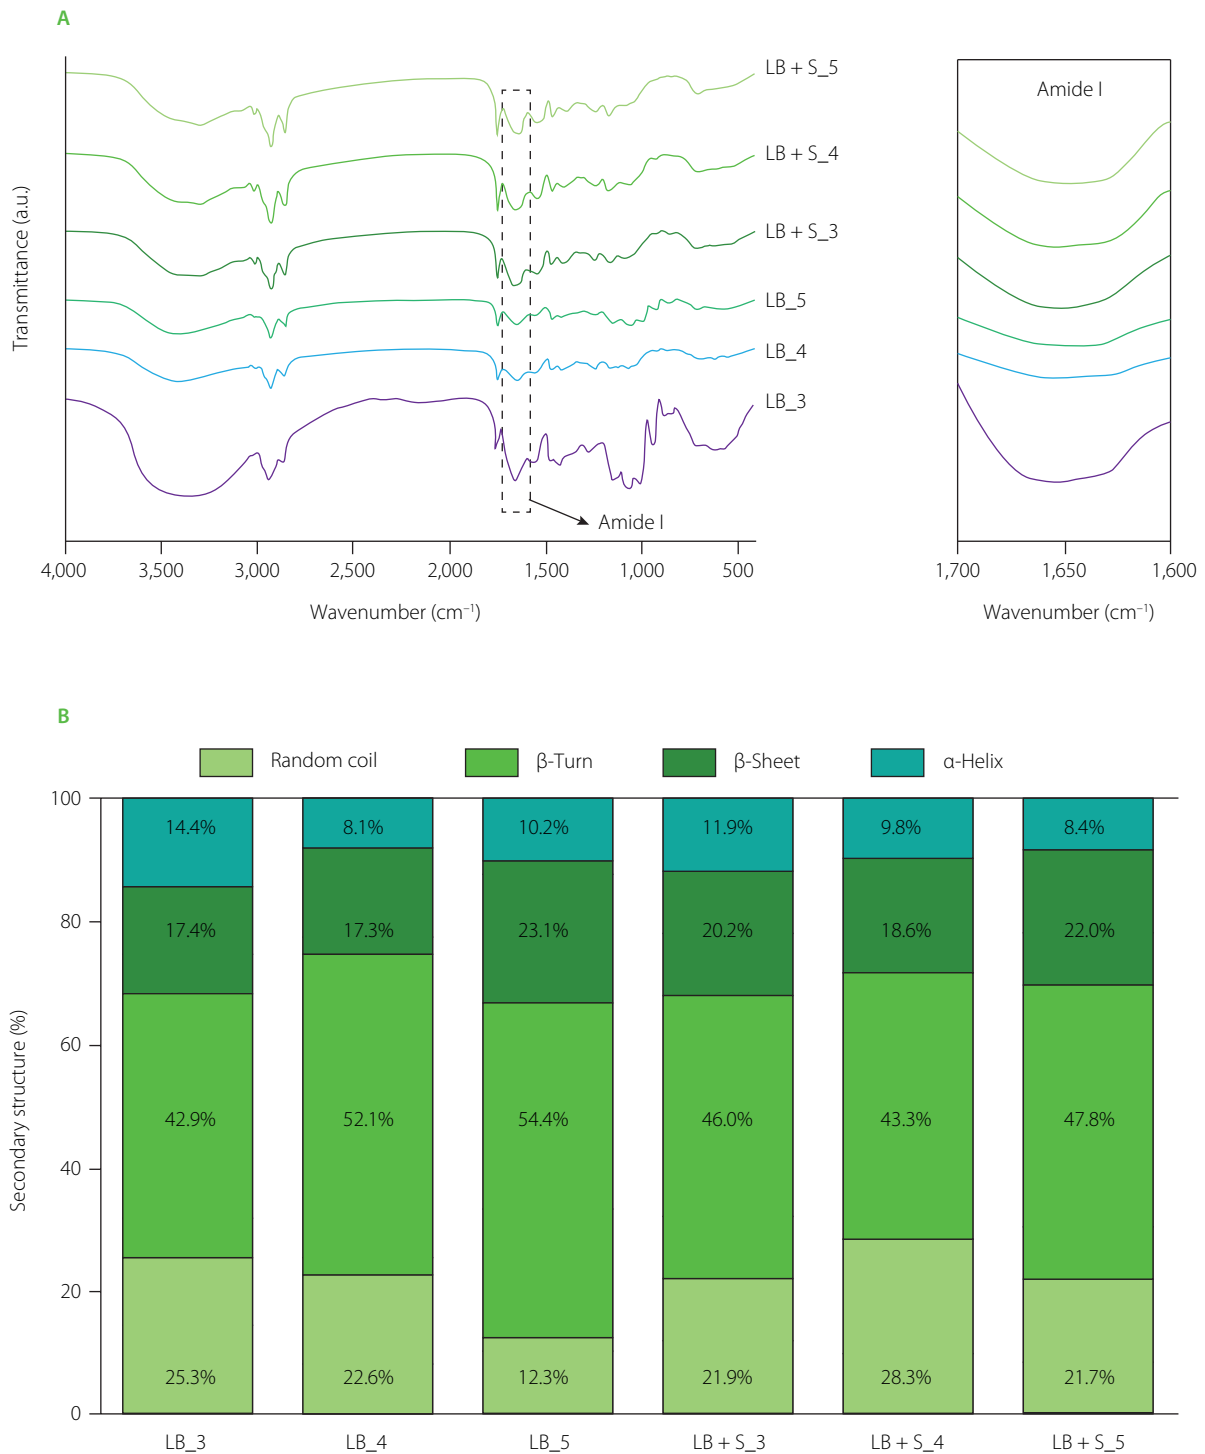 A
LB + S_5
LB + S_4
LB + S_3
LB_5
LB_4
LB_3
Amide I
Transmittance (a.u.)
4,000 3,500 3,000 2,500 2,000 1,500 1,000 500
Wavenumber (cm⁻¹)
Amide I
1,700 1,650 1,600
Wavenumber (cm⁻¹)
B
Random coil β-Turn β-Sheet α-Helix
Secondary structure (%)
100
80
60
40
20
0
14.4% 8.1% 10.2% 11.9% 9.8% 8.4%
17.4% 17.3% 23.1% 20.2% 18.6% 22.0%
42.9% 52.1% 54.4% 46.0% 43.3% 47.8%
25.3% 22.6% 12.3% 21.9% 28.3% 21.7%
LB_3 LB_4 LB_5 LB + S_3 LB + S_4 LB + S_5